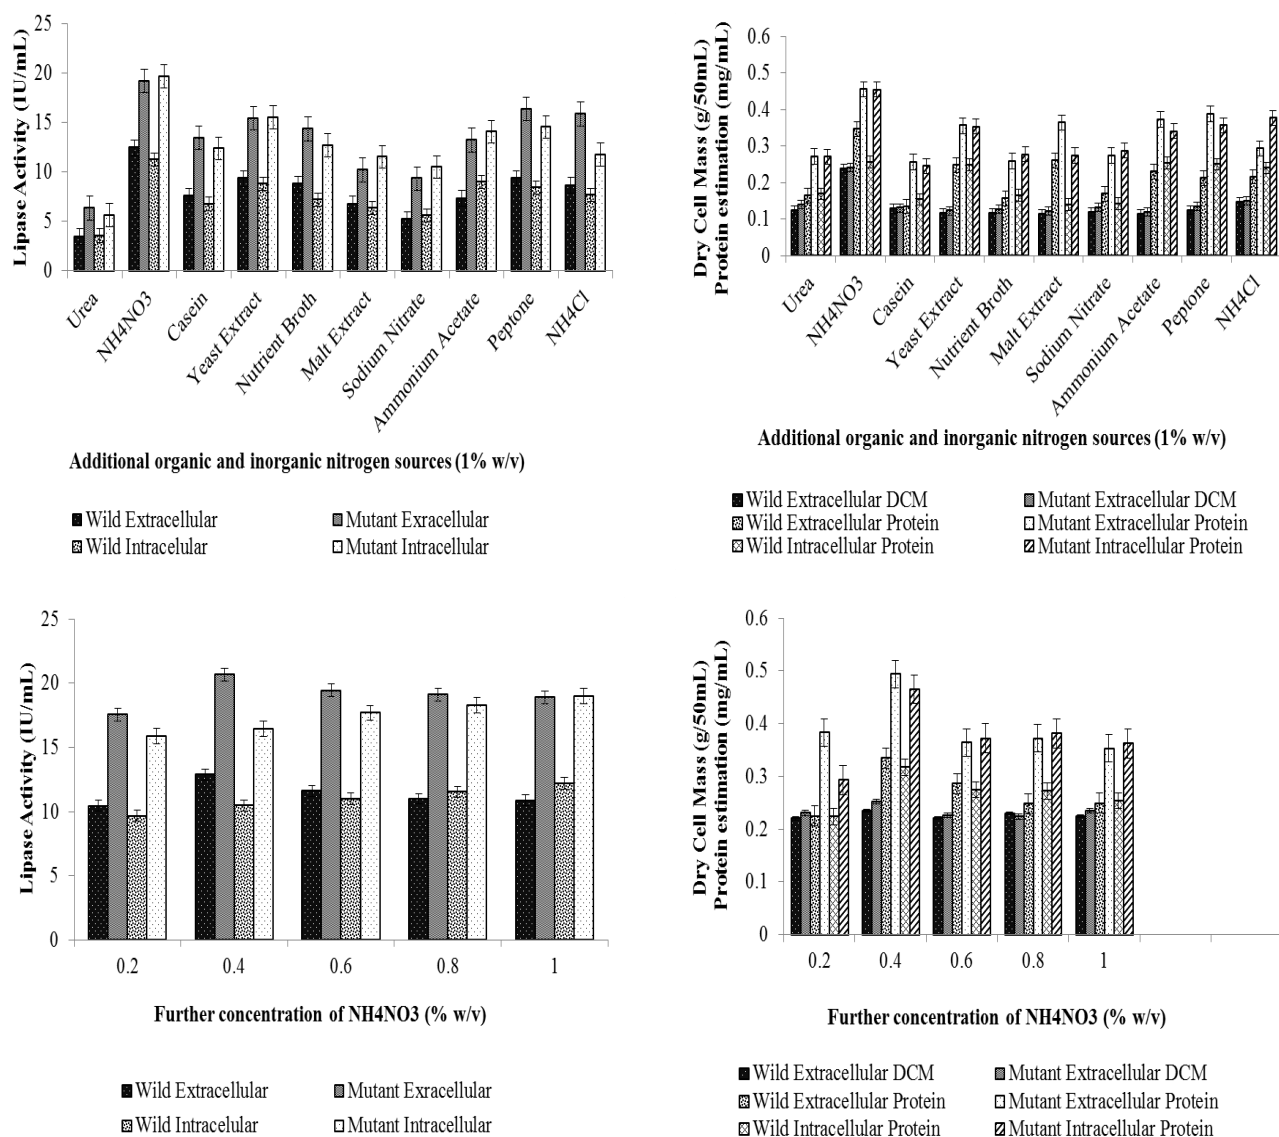 Lipase Activity (IU/mL)
25
20
15
10
5
0
Urea
NH4NO3
Casein
Yeast Extract
Nutrient Broth
Malt Extract
Sodium Nitrate
Ammonium Acetate
Peptone
NH4Cl
Additional organic and inorganic nitrogen sources (1% w/v)
Wild Extracellular
Mutant Exracellular
Wild Intracelular
Mutant Intracellular
Dry Cell Mass (g/50mL)
Protein estimation (mg/mL)
0.6
0.5
0.4
0.3
0.2
0.1
0
Urea
NH4NO3
Casein
Yeast Extract
Nutrient Broth
Malt Extract
Sodium Nitrate
Ammonium Acetate
Peptone
NH4Cl
Additional organic and inorganic nitrogen sources (1% w/v)
Wild Extracellular DCM
Mutant Extracellular DCM
Wild Extracellular Protein
Mutant Extracellular Protein
Wild Intracellular Protein
Mutant Intracellular Protein
Lipase Activity (IU/mL)
25
20
15
10
5
0
0.2
0.4
0.6
0.8
1
Further concentration of NH4NO3 (% w/v)
Wild Extracellular
Mutant Exracellular
Wild Intracelular
Mutant Intracellular
Dry Cell Mass (g/50mL)
Protein estimation (mg/mL)
0.6
0.5
0.4
0.3
0.2
0.1
0
0.2
0.4
0.6
0.8
1
Further concentration of NH4NO3 (% w/v)
Wild Extracellular DCM
Mutant Extracellular DCM
Wild Extracellular Protein
Mutant Extracellular Protein
Wild Intracellular Protein
Mutant Intracellular Protein